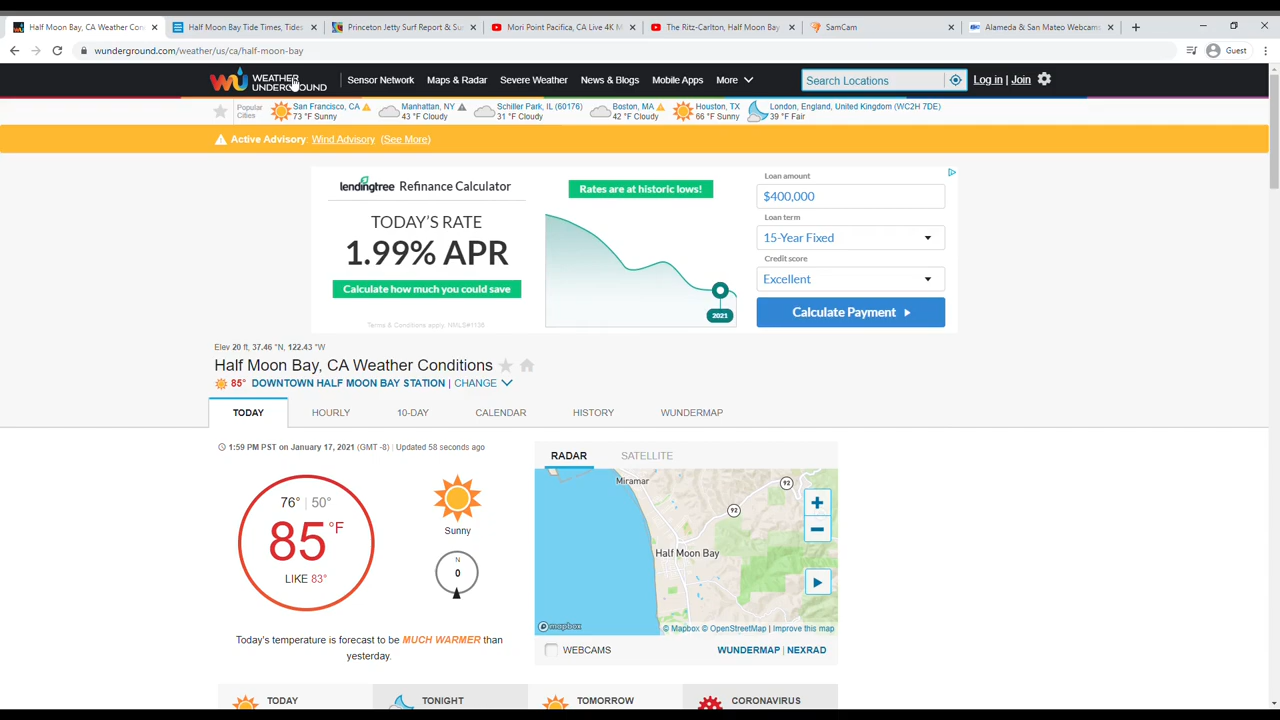 Half Moon Bay, CA Weather Cond
Half Moon Bay Tide Times, Tides
Princeton Jetty Surf Report & Su
Mori Point Pacifica, CA Live 4K M
The Ritz-Carlton, Half Moon Bay
SamCam
Alameda & San Mateo Webcams
wunderground.com/weather/us/ca/half-moon-bay
Guest
WEATHER
UNDERGROUND
Sensor Network
Maps & Radar
Severe Weather
News & Blogs
Mobile Apps
More
Search Locations
Log in | Join
Popular
Cities
San Francisco, CA
73 °F Sunny
Manhattan, NY
43 °F Cloudy
Schiller Park, IL (60176)
31 °F Cloudy
Boston, MA
42 °F Cloudy
Houston, TX
66 °F Sunny
London, England, United Kingdom (WC2H 7DE)
39 °F Fair
Active Advisory: Wind Advisory (See More)
lendingtree Refinance Calculator
TODAY'S RATE
1.99% APR
Calculate how much you could save
Terms & Conditions apply. NMLS#1136
Rates are at historic lows!
2021
Loan amount
$400,000
Loan term
15-Year Fixed
Credit score
Excellent
Calculate Payment
Elev 20 ft, 37.46 °N, 122.43 °W
Half Moon Bay, CA Weather Conditions
85° DOWNTOWN HALF MOON BAY STATION | CHANGE
TODAY
HOURLY
10-DAY
CALENDAR
HISTORY
WUNDERMAP
1:59 PM PST on January 17, 2021 (GMT -8) | Updated 58 seconds ago
76° | 50°
85 °F
LIKE 83°
Sunny
N
0
Today's temperature is forecast to be MUCH WARMER than
yesterday.
RADAR
SATELLITE
Miramar
92
92
Half Moon Bay
mapbox
© Mapbox © OpenStreetMap | Improve this map
WEBCAMS
WUNDERMAP | NEXRAD
TODAY
TONIGHT
TOMORROW
CORONAVIRUS